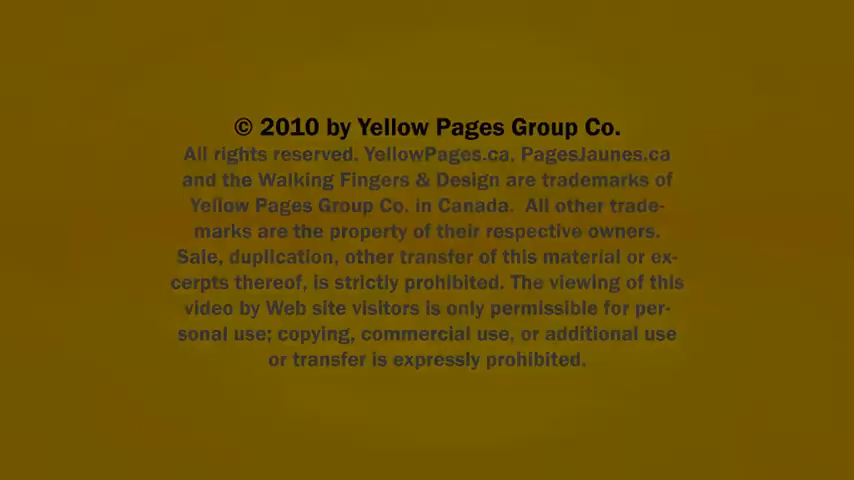 © 2010 by Yellow Pages Group Co.
All rights reserved. YellowPages.ca, PagesJaunes.ca
and the Walking Fingers & Design are trademarks of
Yellow Pages Group Co. in Canada.  All other trade-
marks are the property of their respective owners.
Sale, duplication, other transfer of this material or ex-
cerpts thereof, is strictly prohibited. The viewing of this
video by Web site visitors is only permissible for per-
sonal use; copying, commercial use, or additional use
or transfer is expressly prohibited.